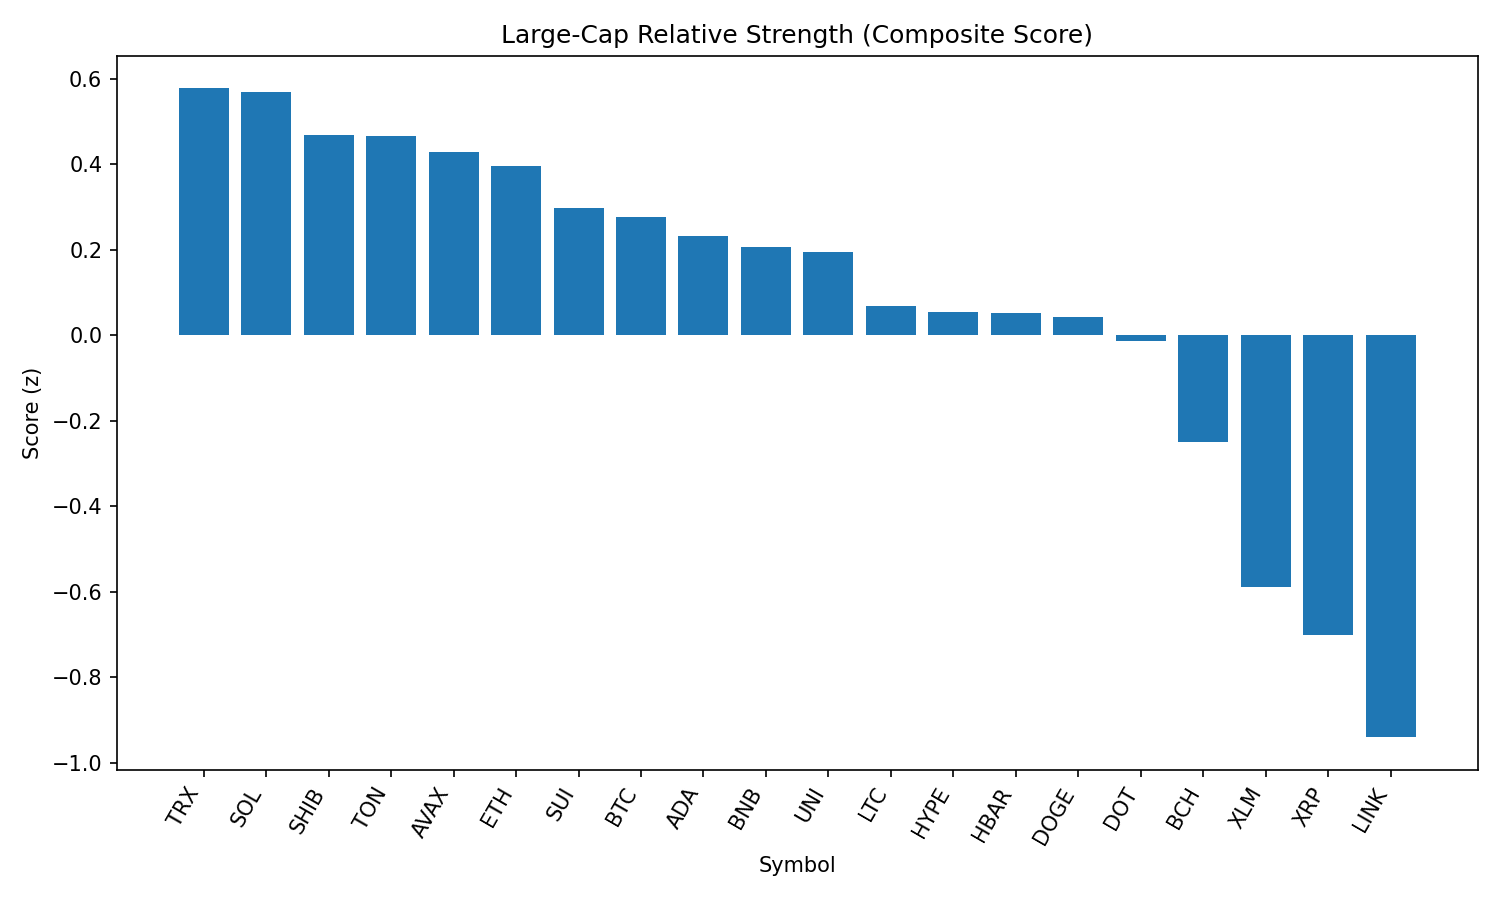 Large-Cap Relative Strength (Composite Score)
0.6
0.4
0.2
0.0
−0.2
−0.4
−0.6
−0.8
−1.0
Score (z)
TRX
SOL
SHIB
TON
AVAX
ETH
SUI
BTC
ADA
BNB
UNI
LTC
HYPE
HBAR
DOGE
DOT
BCH
XLM
XRP
LINK
Symbol